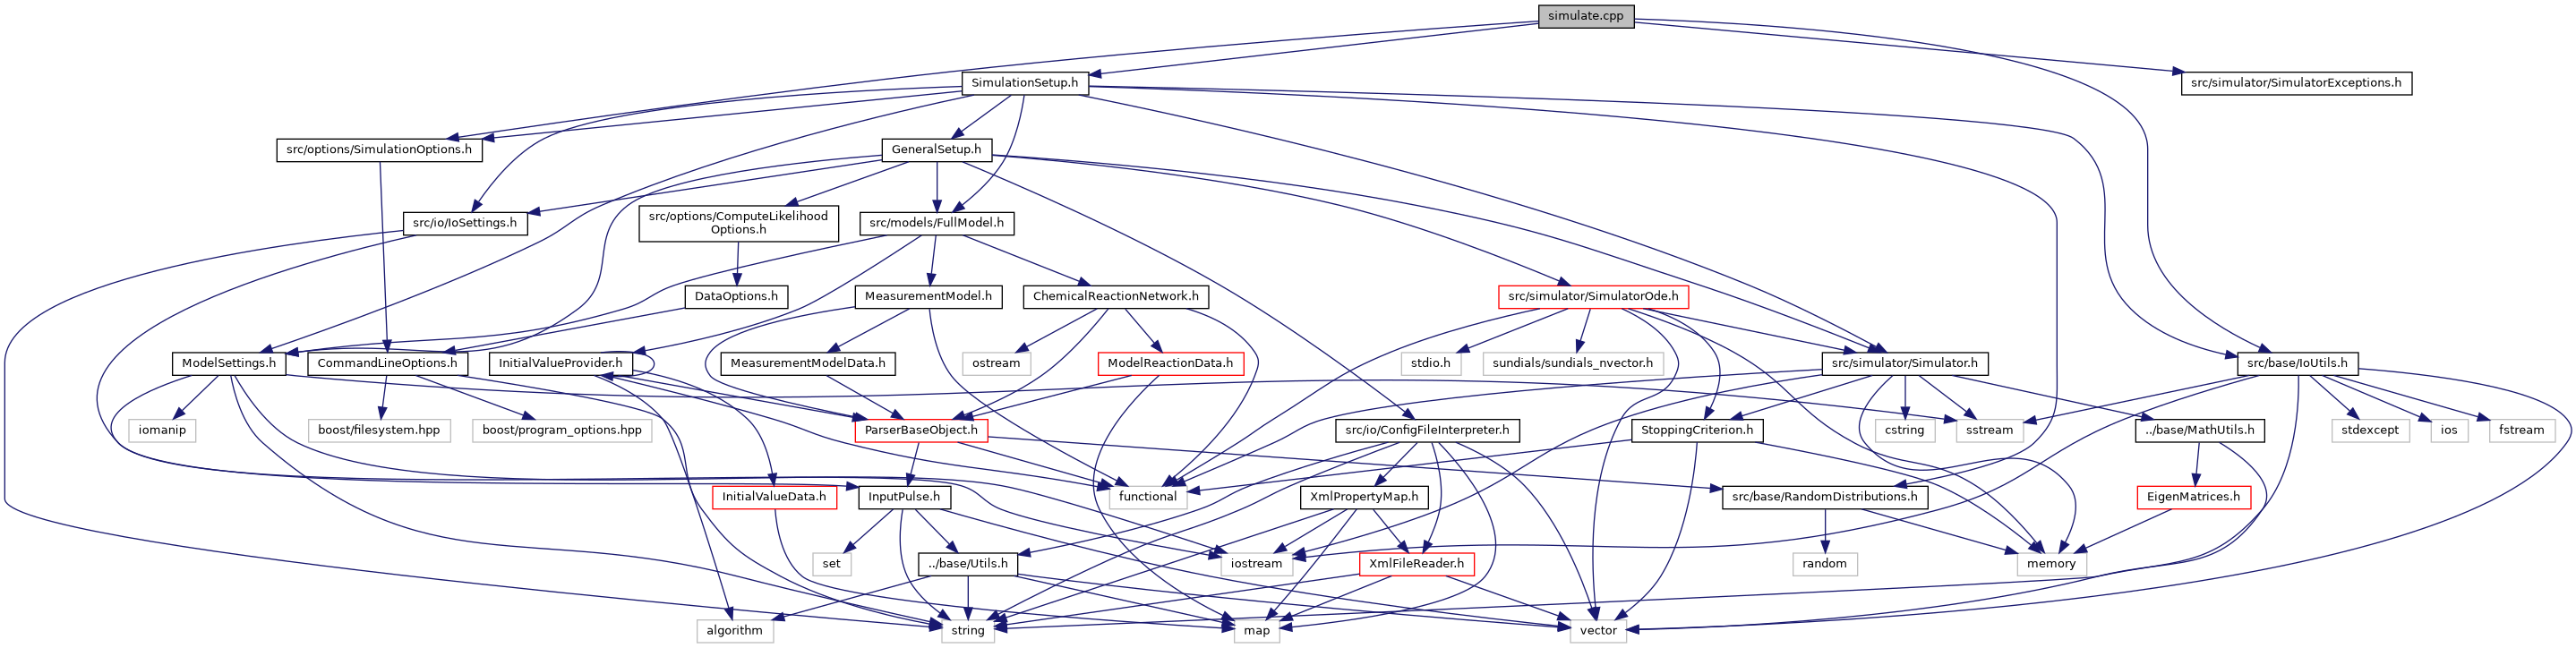 simulate.cpp
SimulationSetup.h
src/simulator/SimulatorExceptions.h
src/options/SimulationOptions.h
GeneralSetup.h
src/io/IoSettings.h
src/options/ComputeLikelihood
Options.h
src/models/FullModel.h
DataOptions.h
MeasurementModel.h
ChemicalReactionNetwork.h
src/simulator/SimulatorOde.h
ModelSettings.h
CommandLineOptions.h
InitialValueProvider.h
MeasurementModelData.h
ostream
ModelReactionData.h
stdio.h
sundials/sundials_nvector.h
src/simulator/Simulator.h
src/base/IoUtils.h
iomanip
boost/filesystem.hpp
boost/program_options.hpp
ParserBaseObject.h
src/io/ConfigFileInterpreter.h
StoppingCriterion.h
cstring
sstream
../base/MathUtils.h
stdexcept
ios
fstream
InitialValueData.h
InputPulse.h
functional
XmlPropertyMap.h
src/base/RandomDistributions.h
EigenMatrices.h
set
../base/Utils.h
iostream
XmlFileReader.h
random
memory
algorithm
string
map
vector